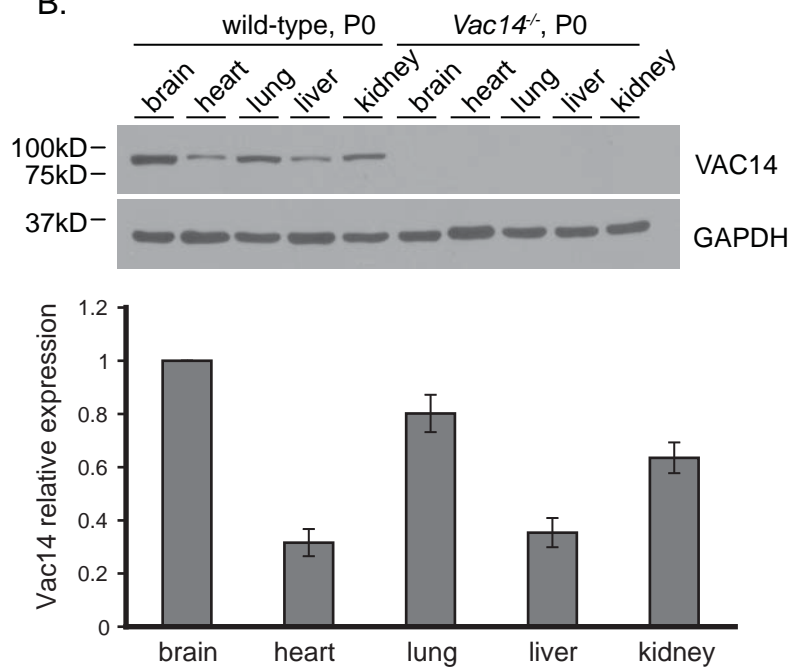 B.
wild-type, P0 Vac14-/-, P0
brain heart lung liver kidney brain heart lung liver kidney
100kD
75kD
VAC14
37kD
GAPDH
Vac14 relative expression
1.2
1
0.8
0.6
0.4
0.2
0
brain heart lung liver kidney